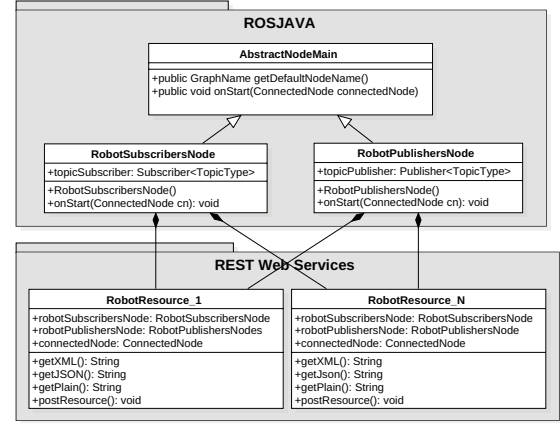 ROSJAVA
AbstractNodeMain
+public GraphName getDefaultNodeName()
+public void onStart(ConnectedNode connectedNode)
RobotSubscribersNode
+topicSubscriber: Subscriber<TopicType>
+RobotSubscribersNode()
+onStart(ConnectedNode cn): void
RobotPublishersNode
+topicPublisher: Publisher<TopicType>
+RobotPublishersNode()
+onStart(ConnectedNode cn): void
REST Web Services
RobotResource_1
+robotSubscribersNode: RobotSubscribersNode
+robotPublishersNode: RobotPublishersNodes
+connectedNode: ConnectedNode
+getXML(): String
+getJSON(): String
+getPlain(): String
+postResource(): void
RobotResource_N
+robotSubscribersNode: RobotSubscribersNode
+robotPublishersNode: RobotPublishersNode
+connectedNode: ConnectedNode
+getXML(): String
+getJson(): String
+getPlain(): String
+postResource(): void